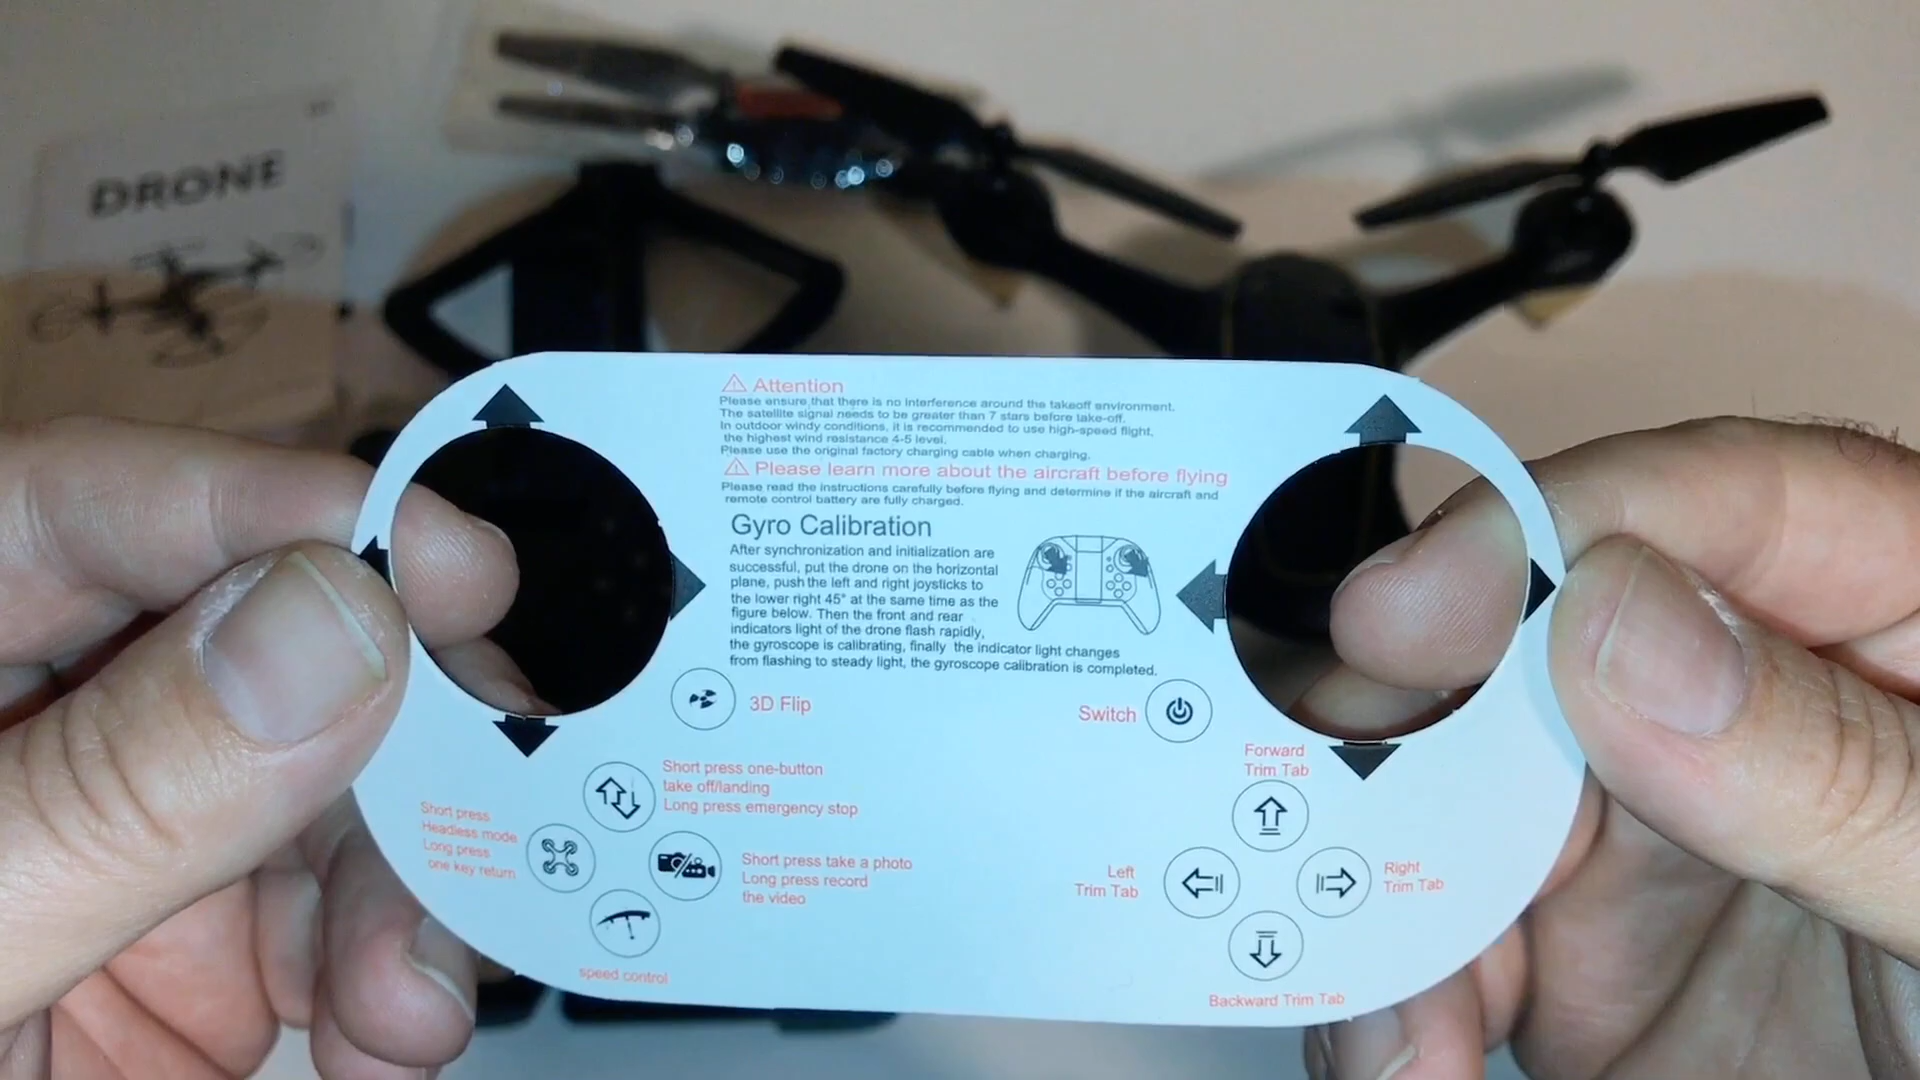 DRONE
Attention
Please ensure that there is no interference around the takeoff environment.
The satellite signal needs to be greater than 7 stars before take-off.
In outdoor windy conditions, it is recommended to use high-speed flight,
the highest wind resistance 4-5 level.
Please use the original factory charging cable when charging.
Please learn more about the aircraft before flying
Please read the instructions carefully before flying and determine if the aircraft and
remote control battery are fully charged.
Gyro Calibration
After synchronization and initialization are
successful, put the drone on the horizontal
plane, push the left and right joysticks to
the lower right 45° at the same time as the
figure below. Then the front and rear
indicators light of the drone flash rapidly,
the gyroscope is calibrating, finally the indicator light changes
from flashing to steady light, the gyroscope calibration is completed.
3D Flip
Switch
Short press one-button
take off/landing
Long press emergency stop
Short press
Headless mode
Long press
one key return
Short press take a photo
Long press record
the video
speed control
Forward
Trim Tab
Left
Trim Tab
Right
Trim Tab
Backward Trim Tab